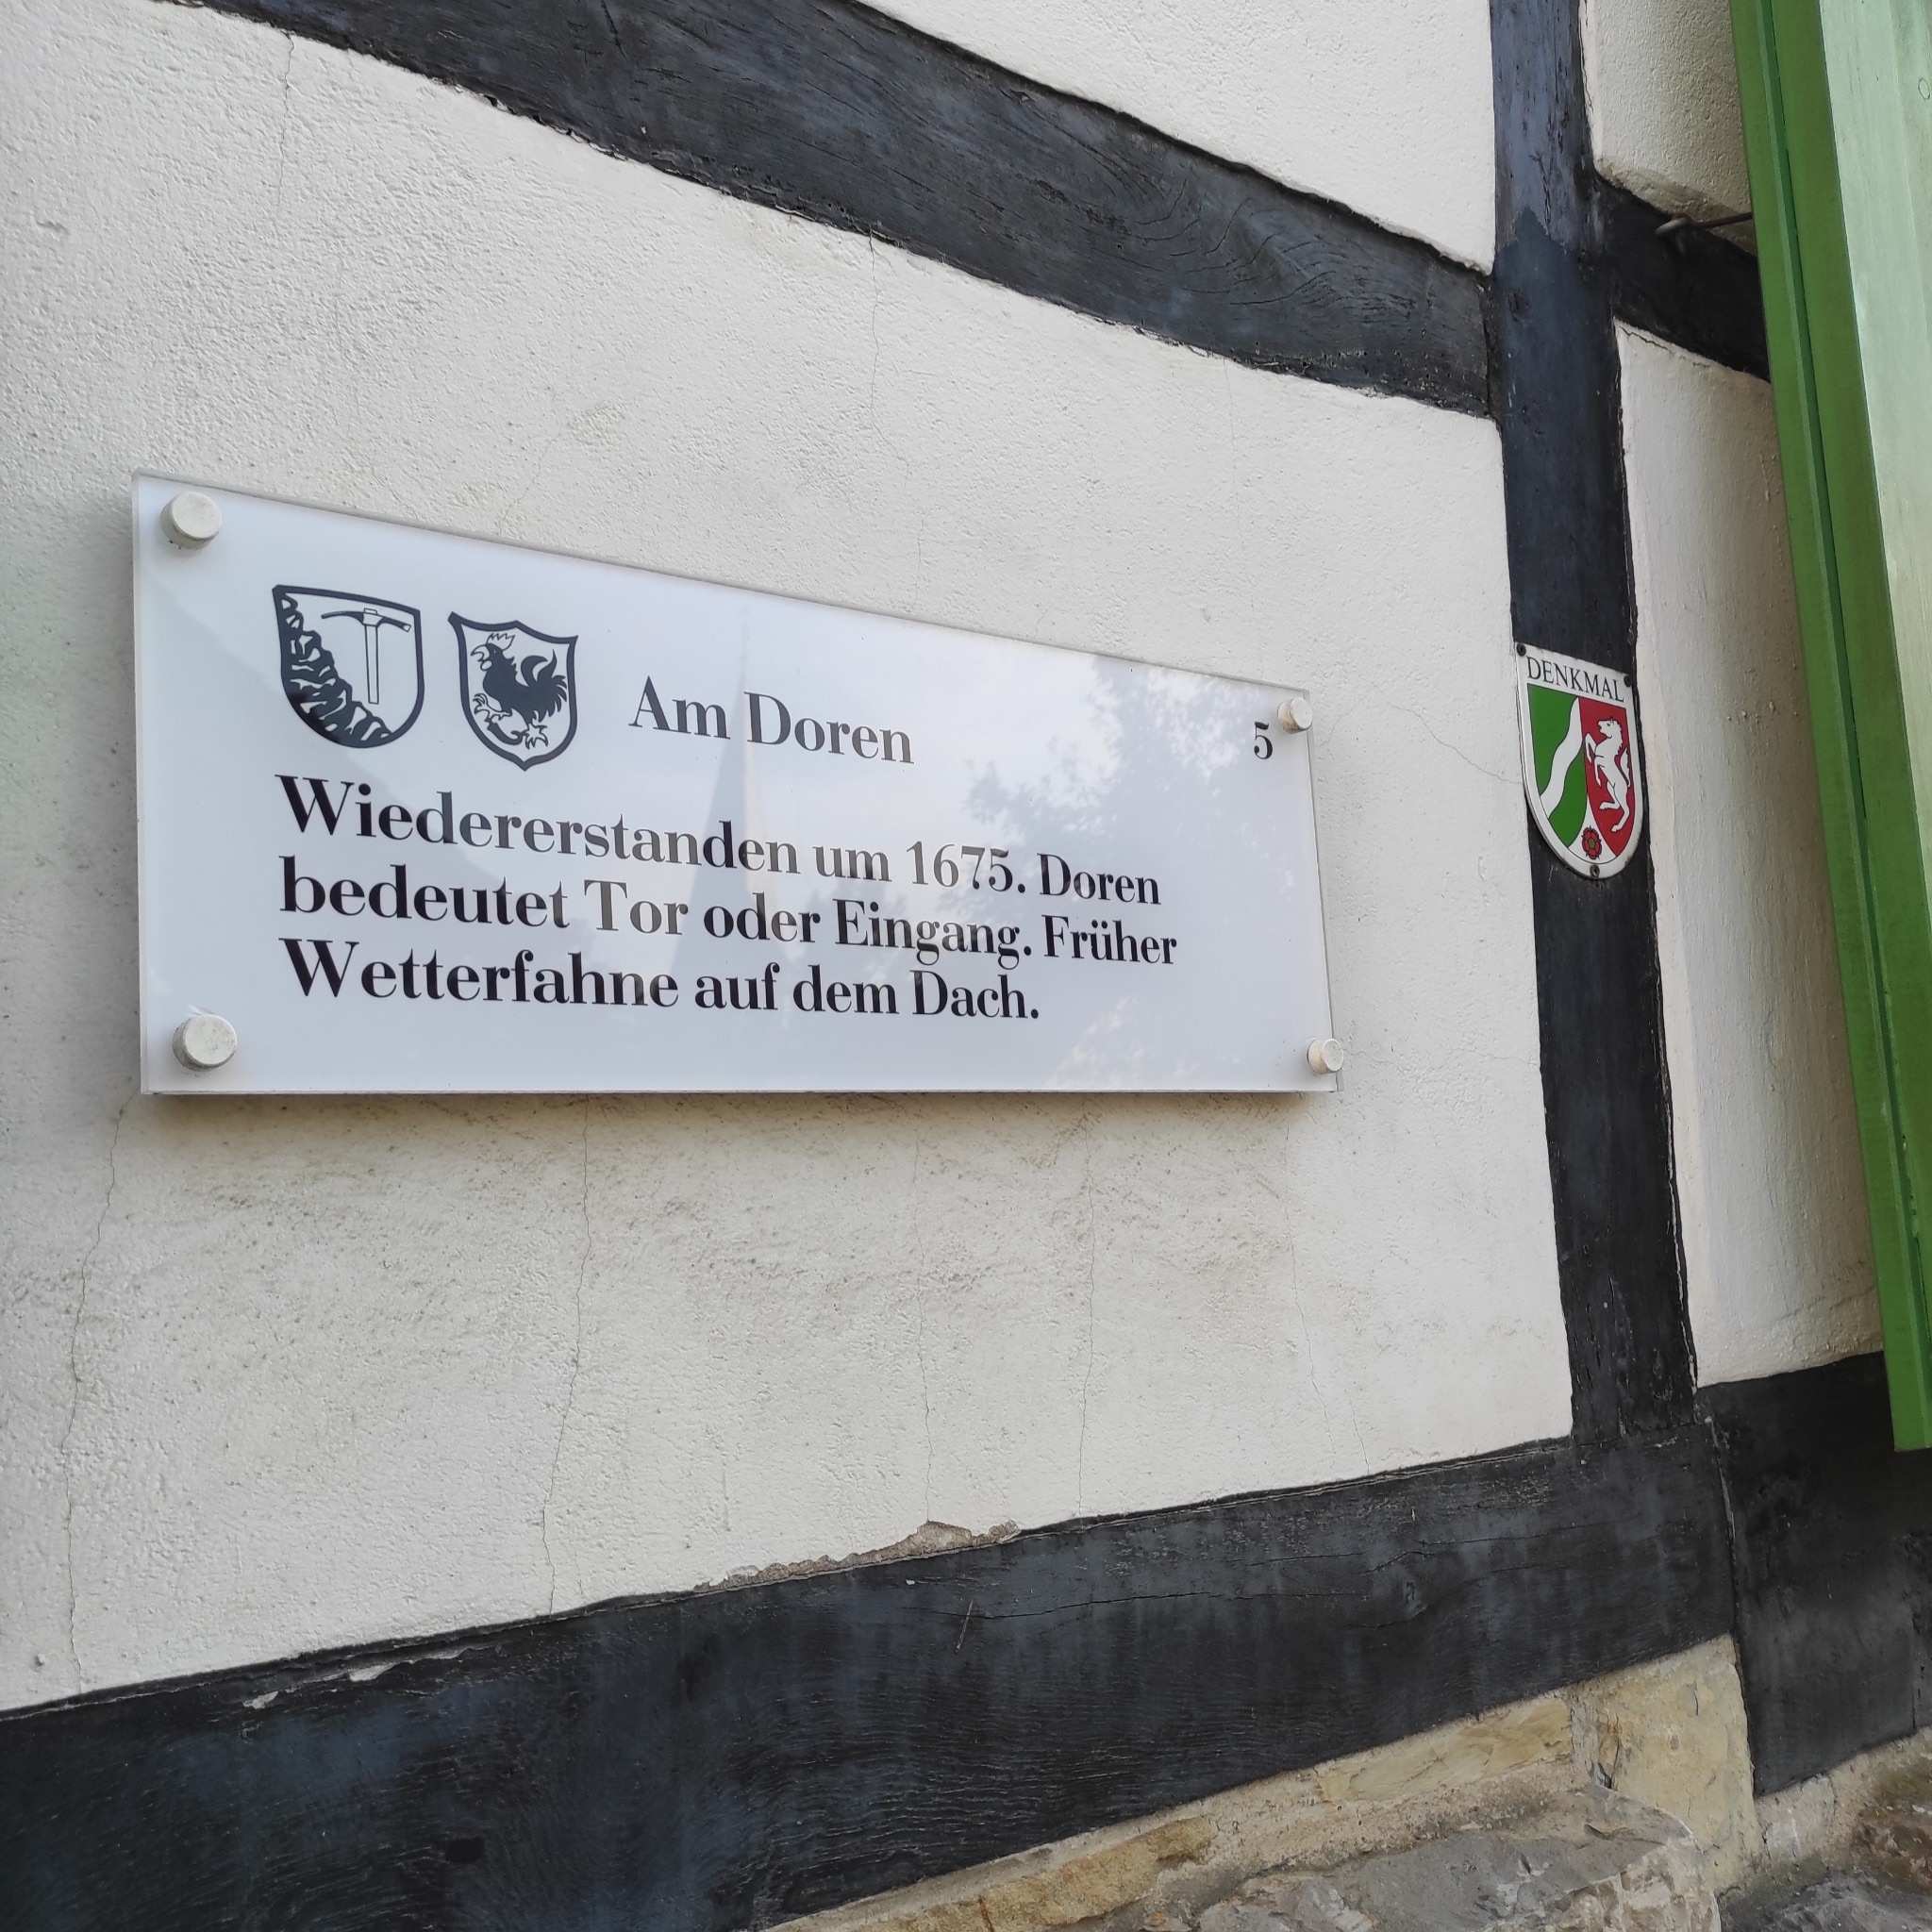 Am Doren
5
Wiedererstanden um 1675. Doren
bedeutet Tor oder Eingang. Früher
Wetterfahne auf dem Dach.
DENKMAL